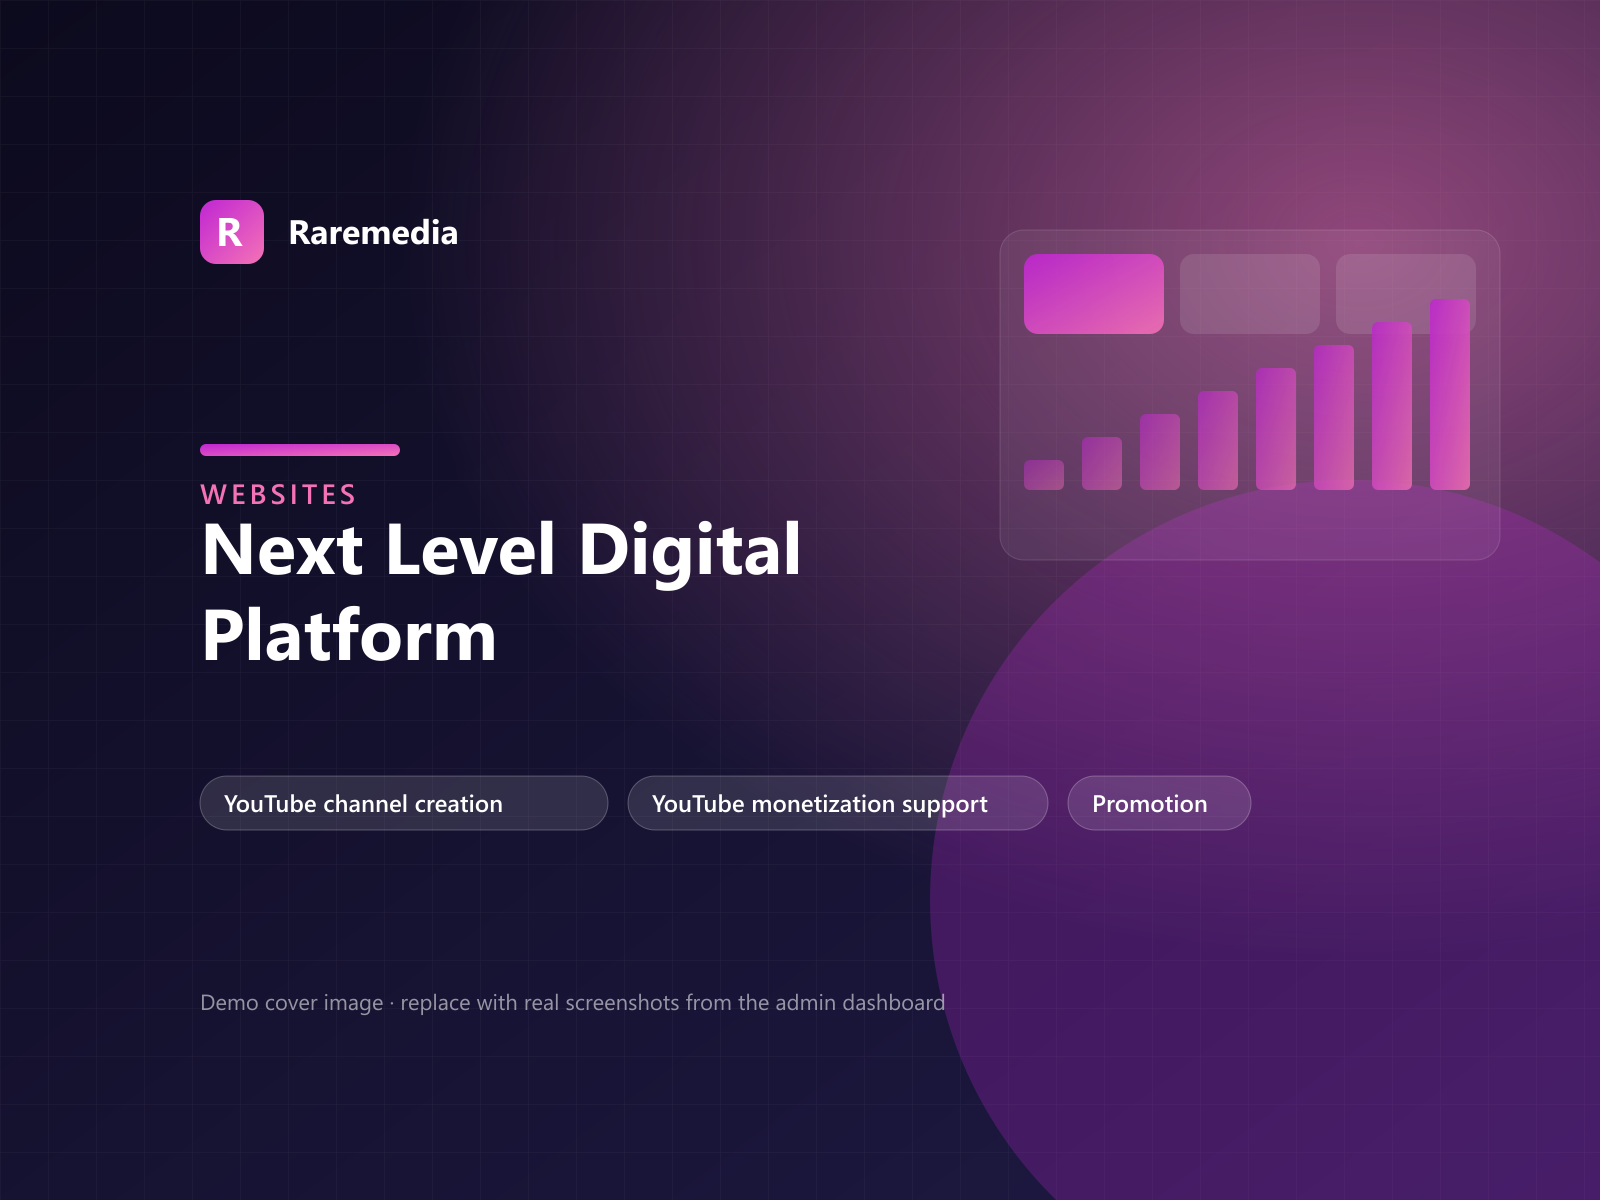 R
Raremedia
WEBSITES
Next Level Digital
Platform
YouTube channel creation
YouTube monetization support
Promotion
Demo cover image · replace with real screenshots from the admin dashboard